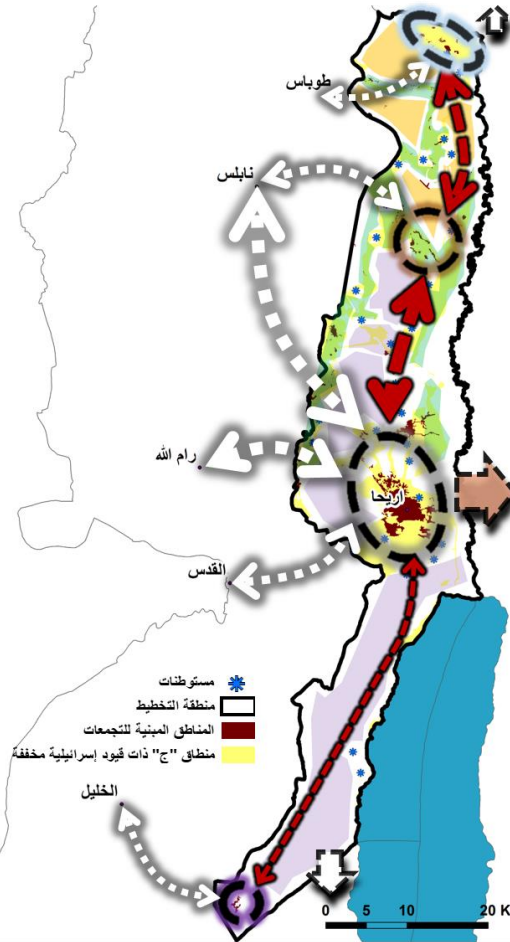 طوباس
نابلس
رام الله
اريحا
القدس
مستوطنات
منطقة التخطيط
المناطق المبنية للتجمعات
مناطق "ج" ذات قيود إسرائيلية مخففة
الخليل
0 5 10 20 K